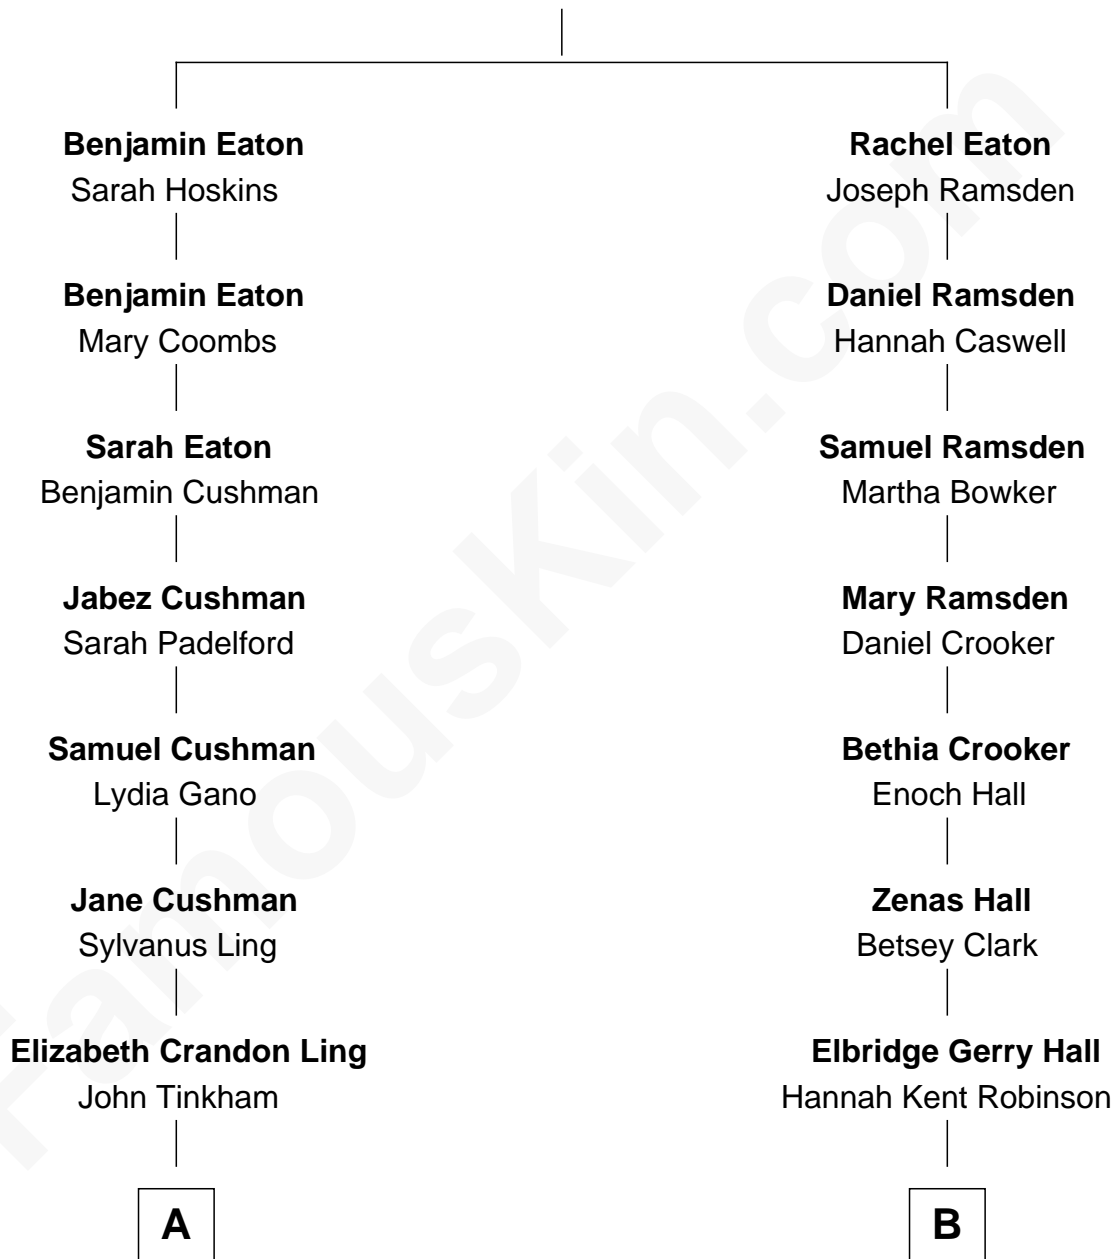 Benjamin Eaton
Sarah Hoskins
Benjamin Eaton
Mary Coombs
Sarah Eaton
Benjamin Cushman
Jabez Cushman
Sarah Padelford
Samuel Cushman
Lydia Gano
Jane Cushman
Sylvanus Ling
Elizabeth Crandon Ling
John Tinkham
A
Rachel Eaton
Joseph Ramsden
Daniel Ramsden
Hannah Caswell
Samuel Ramsden
Martha Bowker
Mary Ramsden
Daniel Crooker
Bethia Crooker
Enoch Hall
Zenas Hall
Betsey Clark
Elbridge Gerry Hall
Hannah Kent Robinson
B
FamousKin.com